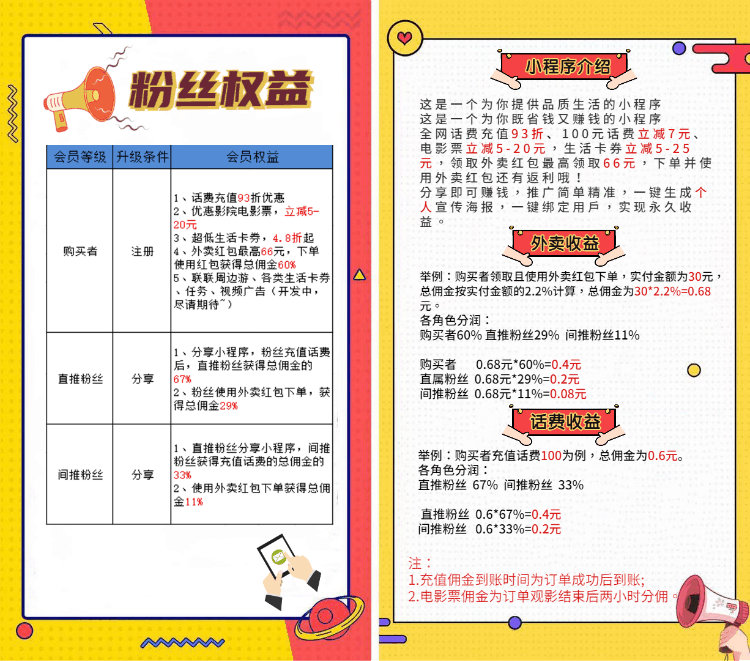 粉丝权益
会员等级 升级条件 会员权益
购买者 注册
1、话费充值93折优惠
2、优惠影院电影票，立减5-
20元
3、超低生活卡券，4.8折起
4、外卖红包最高66元，下单
使用红包获得总佣金60%
5、联联周边游、各类生活卡券
、任务、视频广告（开发中，
尽请期待~）
直推粉丝 分享
1、分享小程序，粉丝充值话费
后，直推粉丝获得总佣金的
67%
2、粉丝使用外卖红包下单，获
得总佣金29%
间推粉丝 分享
1、直推粉丝分享小程序，间推
粉丝获得充值话费的总佣金的
33%
2、使用外卖红包下单获得总佣
金11%
小程序介绍
这是一个为你提供品质生活的小程序
这是一个为你既省钱又赚钱的小程序
全网话费充值93折、100元话费立减7元、
电影票立减5-20元，生活卡券立减5-25
元，领取外卖红包最高领取66元，下单并使
用外卖红包还有返利哦！
分享即可赚钱，推广简单精准，一键生成个
人宣传海报，一键绑定用戶，实现永久收
益。
外卖收益
举例：购买者领取且使用外卖红包下单，实付金额为30元，
总佣金按实付金额的2.2%计算，总佣金为30*2.2%=0.68
元。
各角色分润：
购买者60% 直推粉丝29% 间推粉丝11%
购买者 0.68元*60%=0.4元
直属粉丝 0.68元*29%=0.2元
间推粉丝 0.68元*11%=0.08元
话费收益
举例：购买者充值话费100为例，总佣金为0.6元。
各角色分润：
直推粉丝 67% 间推粉丝 33%
直推粉丝 0.6*67%=0.4元
间推粉丝 0.6*33%=0.2元
注：
1.充值佣金到账时间为订单成功后到账;
2.电影票佣金为订单观影结束后两小时分佣。